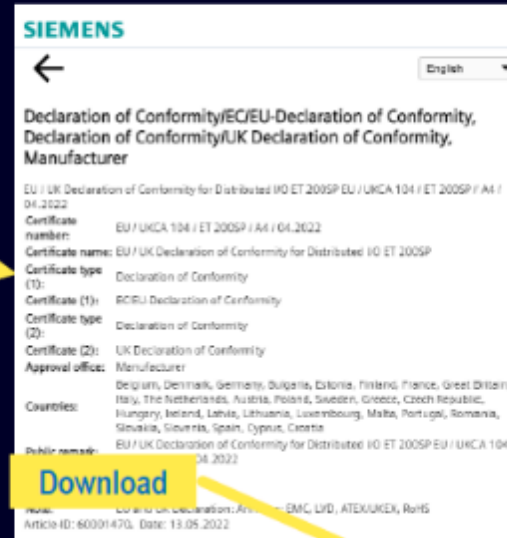 SIEMENS
English
Declaration of Conformity/EC/EU-Declaration of Conformity,
Declaration of Conformity/UK Declaration of Conformity,
Manufacturer
EU / UK Declaration of Conformity for Distributed I/O ET 200SP EU / UKCA 104 / ET 200SP / A4 /
04.2022
Certificate number: EU / UKCA 104 / ET 200SP / A4 / 04.2022
Certificate name: EU / UK Declaration of Conformity for Distributed I/O ET 200SP
Certificate type (1): Declaration of Conformity
Certificate (1): EC/EU-Declaration of Conformity
Certificate type (2): Declaration of Conformity
Certificate (2): UK Declaration of Conformity
Approval office: Manufacturer
Countries: Belgium, Denmark, Germany, Bulgaria, Estonia, Finland, France, Great Britain,
Italy, The Netherlands, Austria, Poland, Sweden, Greece, Czech Republic,
Hungary, Ireland, Latvia, Lithuania, Luxembourg, Malta, Portugal, Romania,
Slovakia, Slovenia, Spain, Cyprus, Croatia
Public remark: EU / UK Declaration of Conformity for Distributed I/O ET 200SP EU / UKCA 104
04.2022
Download
EMC, LVD, ATEX/UKEX, RoHS
Article-ID: 60001470, Date: 13.05.2022